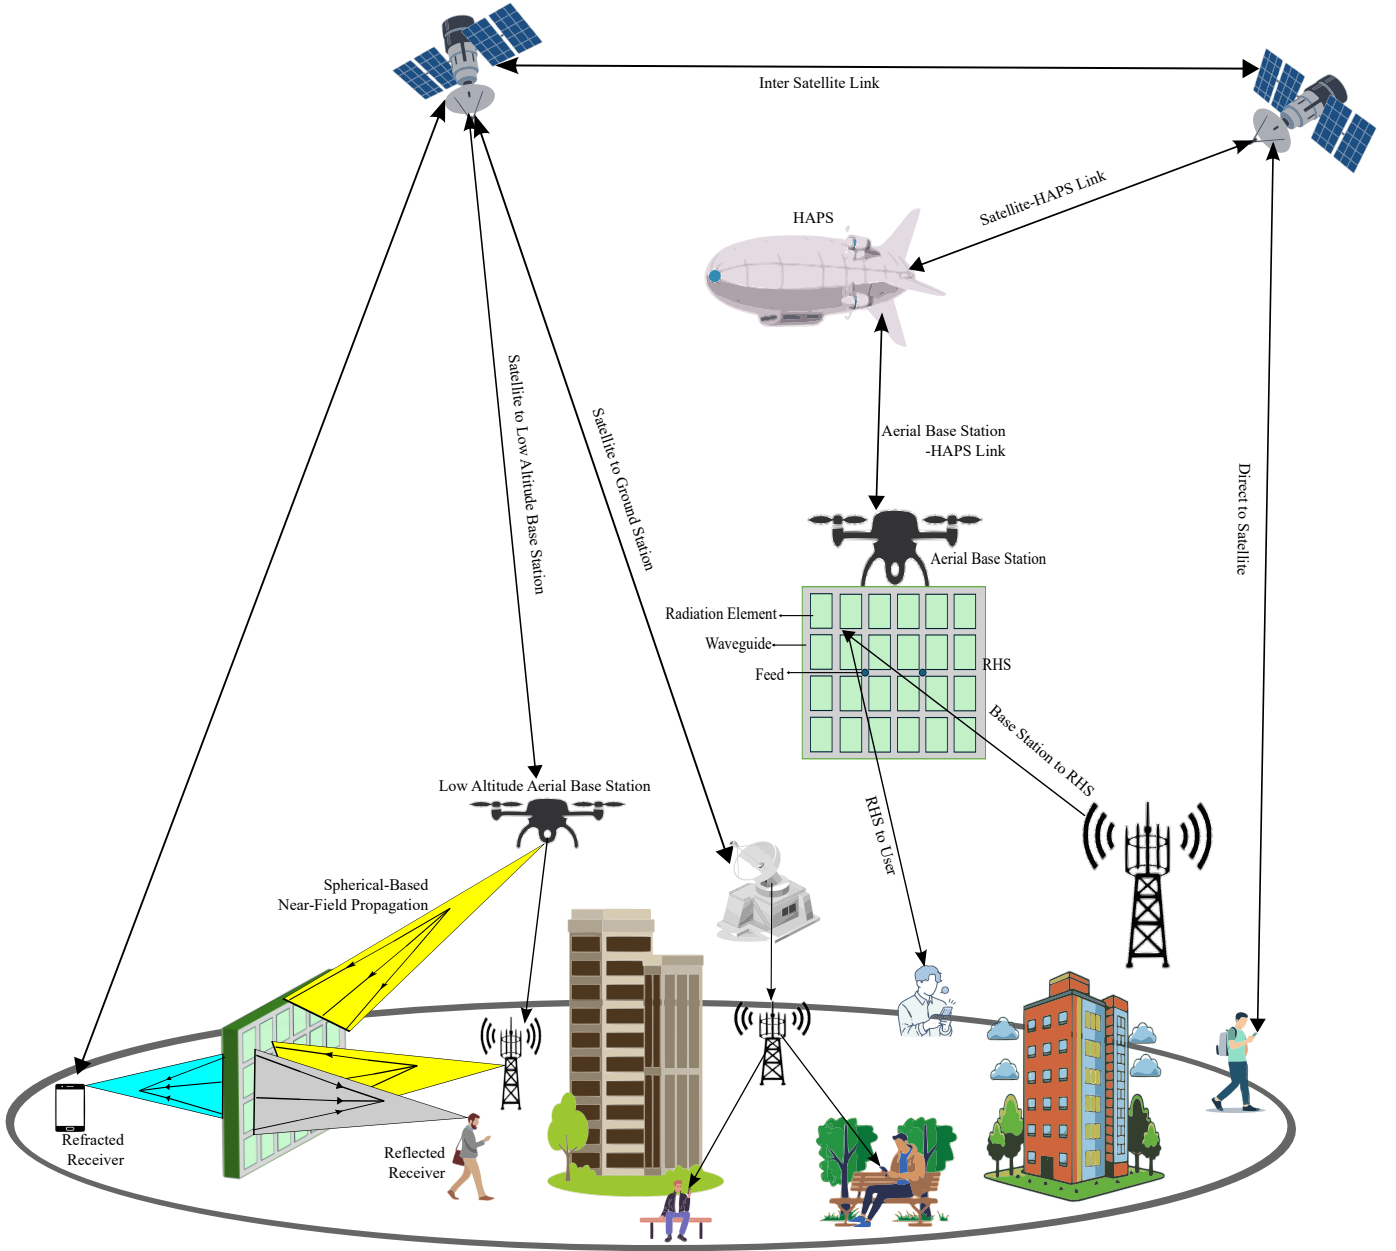 Inter Satellite Link
Satellite-HAPS Link
HAPS
Satellite to Low Altitude Base Station
Satellite to Ground Station
Aerial Base Station
-HAPS Link
Direct to Satellite
Aerial Base Station
Radiation Element
Waveguide
RHS
Feed
Base Station to RHS
Low Altitude Aerial Base Station
RHS to User
Spherical-Based
Near-Field Propagation
Refracted
Receiver
Reflected
Receiver